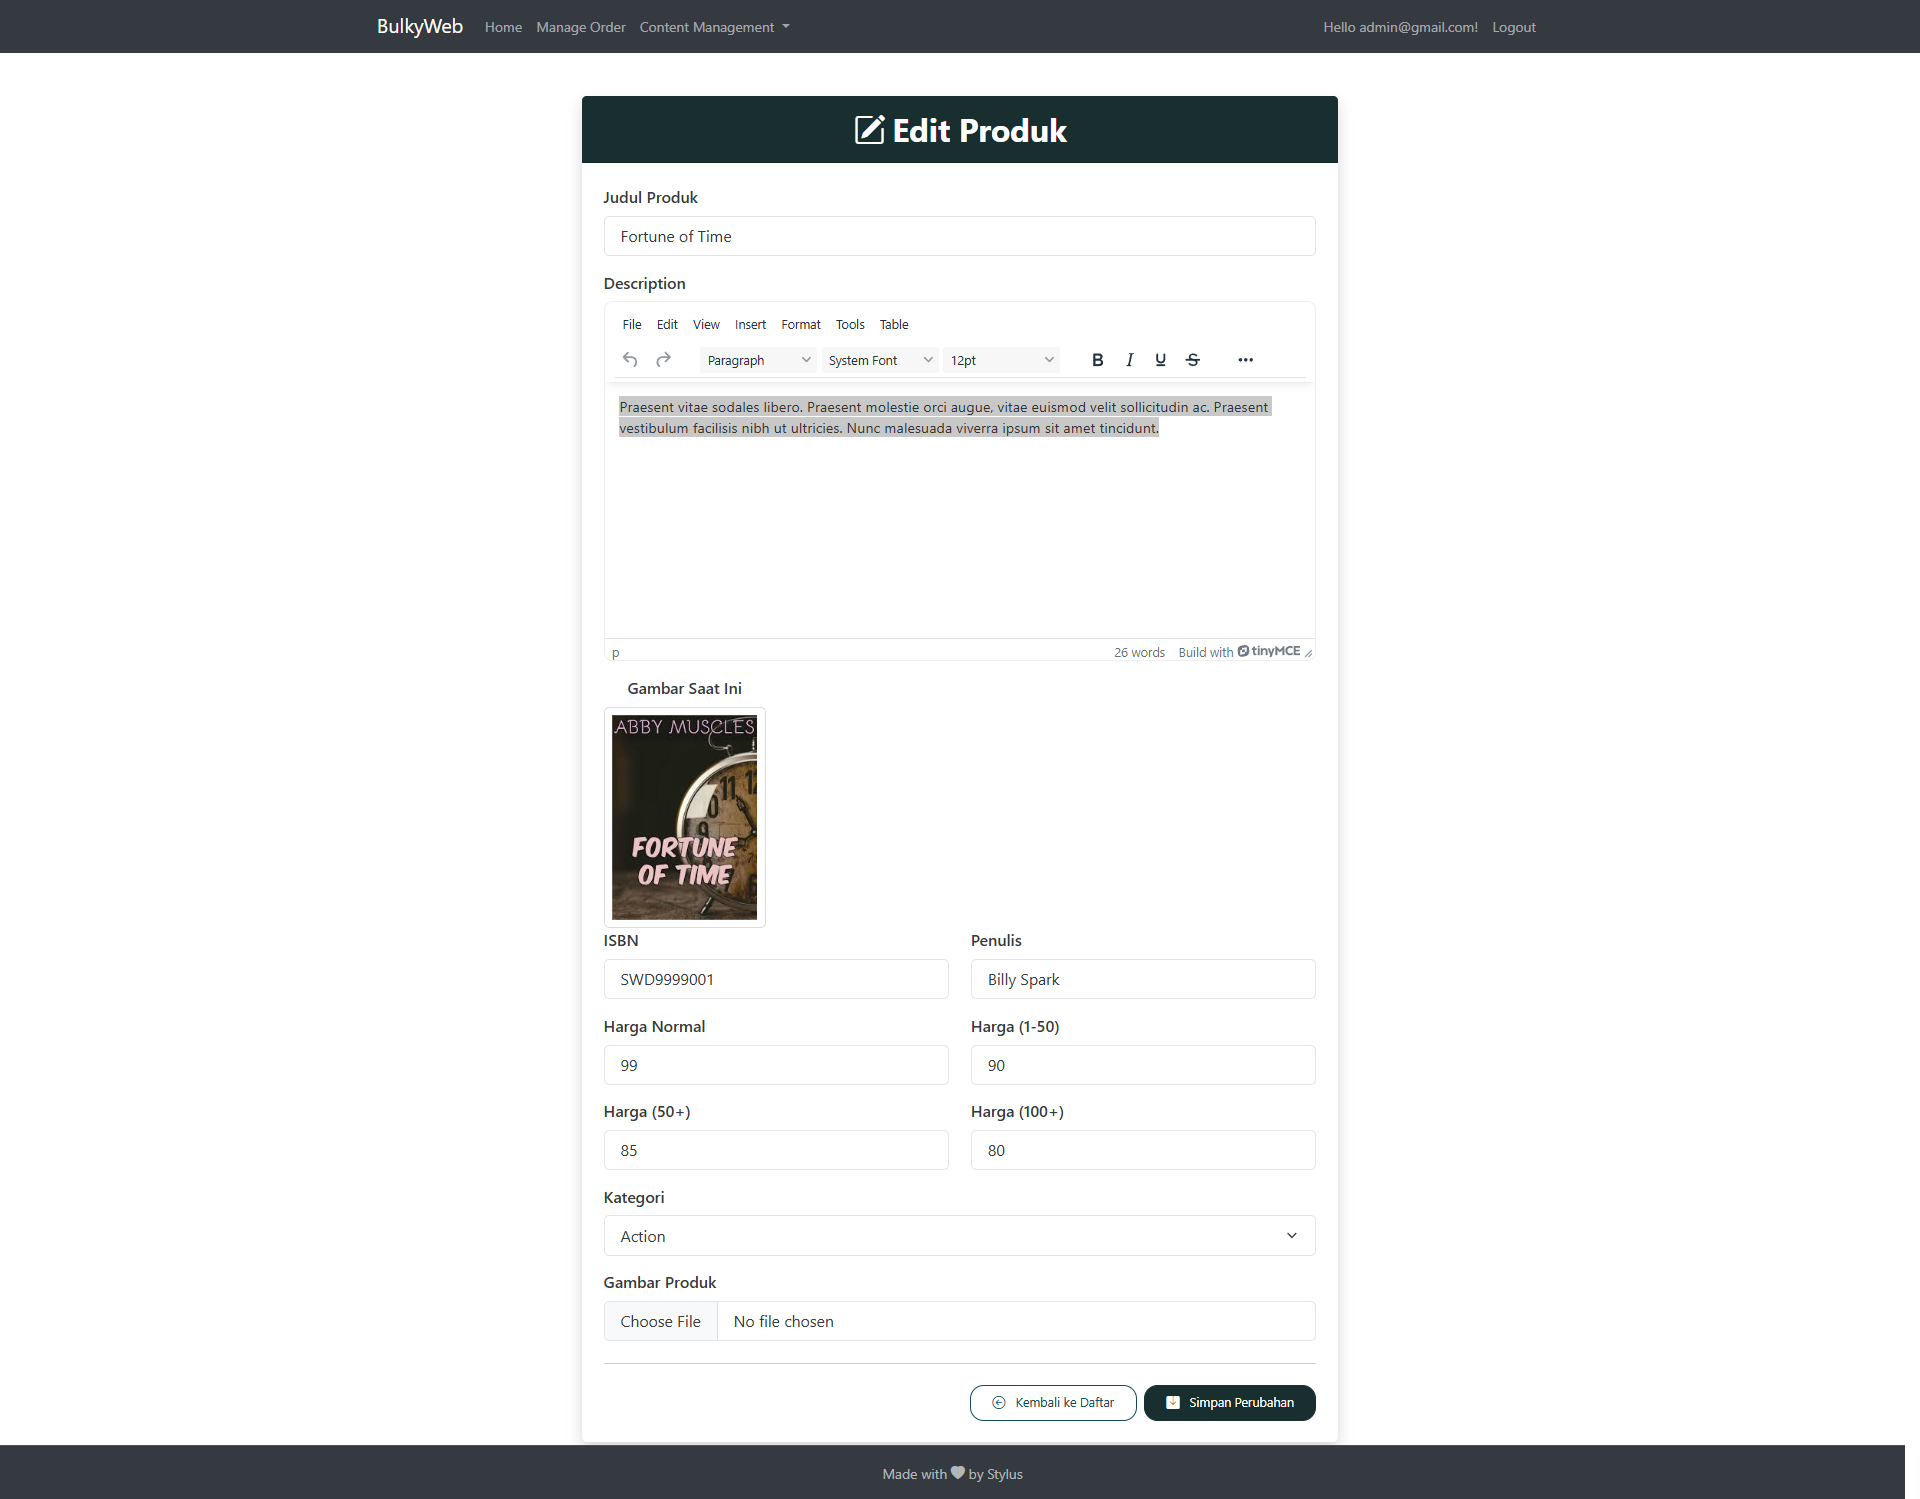 BulkyWeb Home Manage Order Content Management Hello admin@gmail.com! Logout
Edit Produk
Judul Produk
Fortune of Time
Description
File Edit View Insert Format Tools Table
Paragraph System Font 12pt B I U S
Praesent vitae sodales libero. Praesent molestie orci augue, vitae euismod velit sollicitudin ac. Praesent
vestibulum facilisis nibh ut ultricies. Nunc malesuada viverra ipsum sit amet tincidunt.
p 26 words Build with tinyMCE
Gambar Saat Ini
ABBY MUSCLES
FORTUNE
OF TIME
ISBN Penulis
SWD9999001 Billy Spark
Harga Normal Harga (1-50)
99 90
Harga (50+) Harga (100+)
85 80
Kategori
Action
Gambar Produk
Choose File No file chosen
Kembali ke Daftar Simpan Perubahan
Made with by Stylus